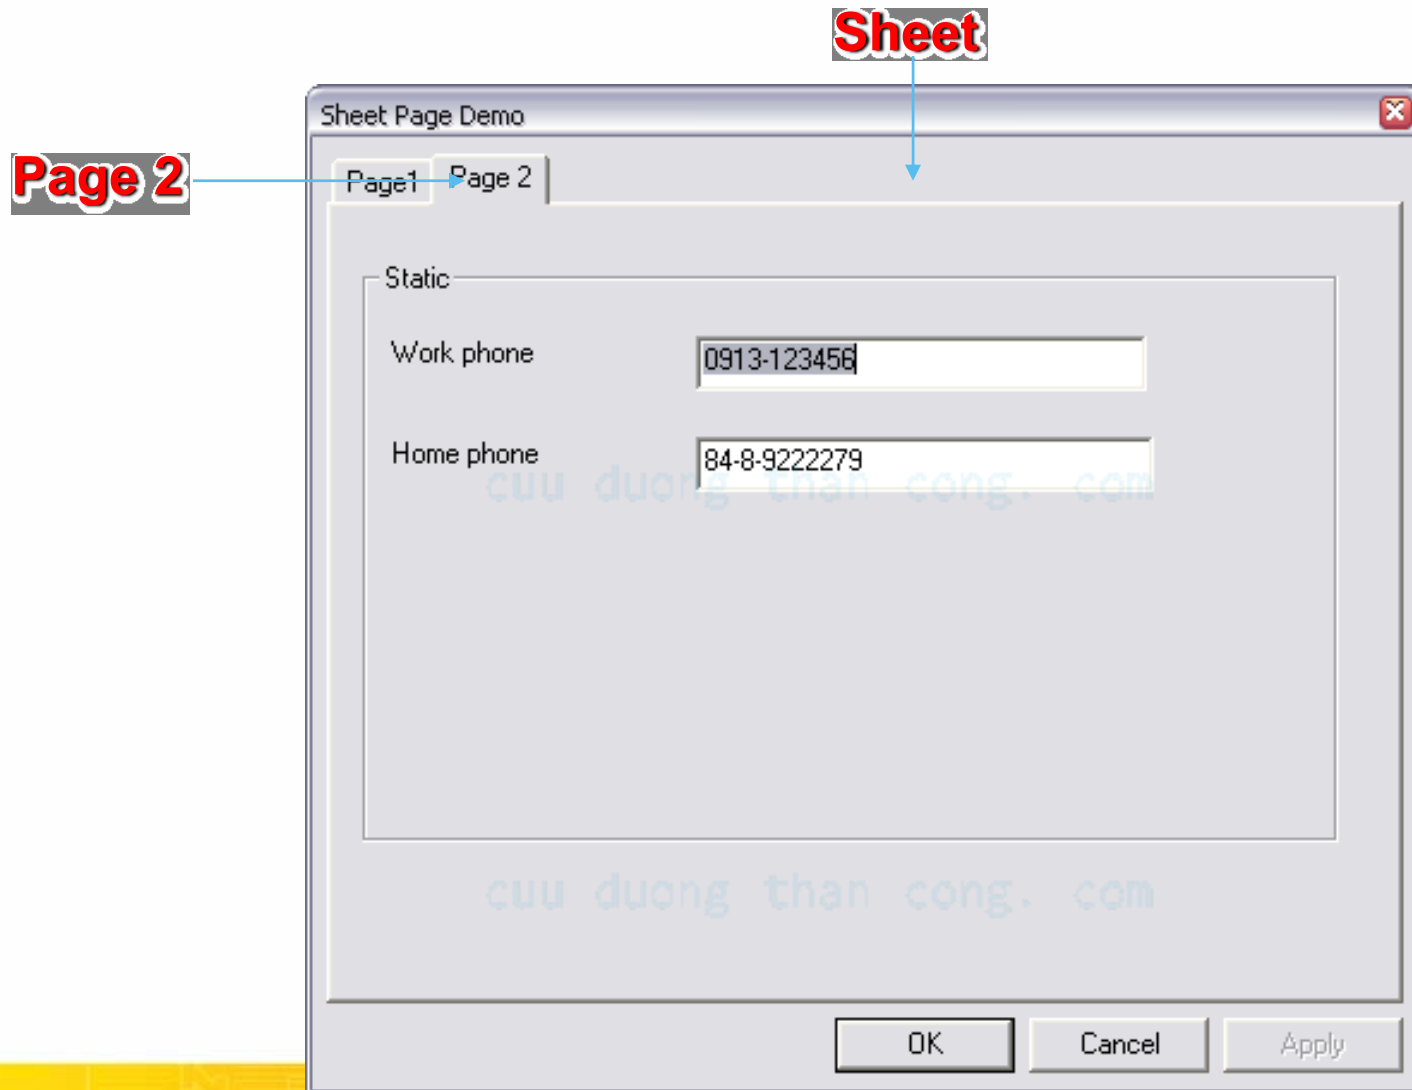 Sheet
Sheet Page Demo
Page 2
Page1
Page 2
Static
Work phone
0913-123456
Home phone
84-8-9222279
cuu duong than cong. com
cuu duong than cong. com
OK
Cancel
Apply